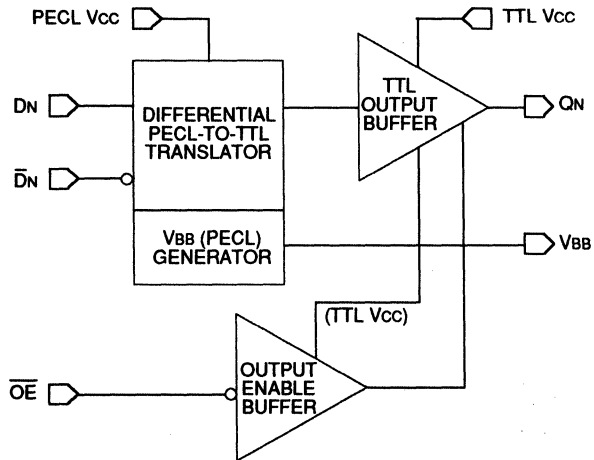 PECL VCC
TTL VCC
DN
DIFFERENTIAL
PECL-TO-TTL
TRANSLATOR
TTL
OUTPUT
BUFFER
QN
D̅N
VBB (PECL)
GENERATOR
VBB
(TTL VCC)
O̅E̅
OUTPUT
ENABLE
BUFFER